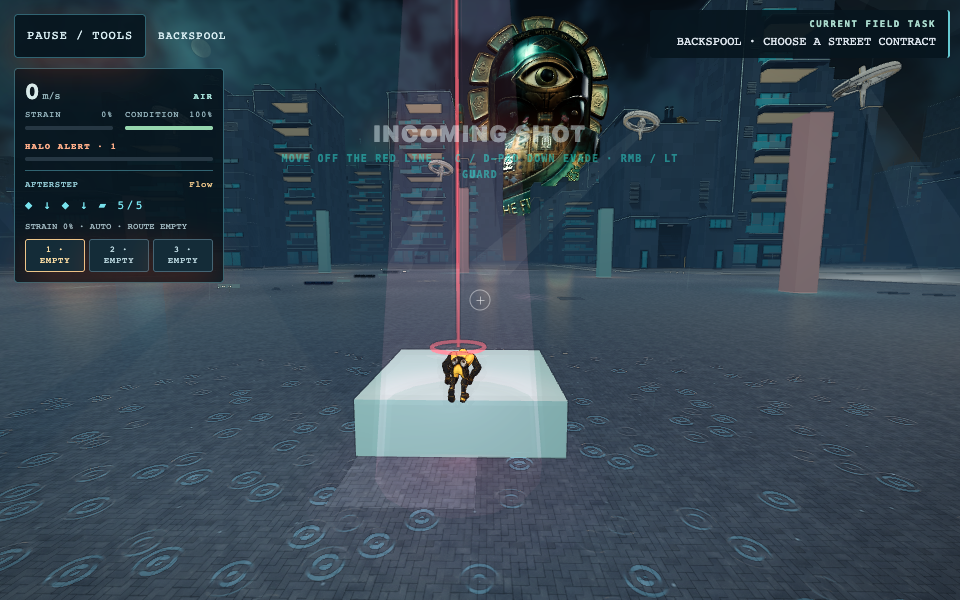 PAUSE / TOOLS
BACKSPOOL
CURRENT FIELD TASK
BACKSPOOL · CHOOSE A STREET CONTRACT
0 m/s
AIR
STRAIN 0%
CONDITION 100%
HALO ALERT · 1
AFTERSTEP
Flow
◆ ↓ ◆ ↓ ▰ 5/5
STRAIN 0% · AUTO · ROUTE EMPTY
1 · EMPTY
2 · EMPTY
3 · EMPTY
INCOMING SHOT
MOVE OFF THE RED LINE · C / D-PAD DOWN EVADE · RMB / LT
GUARD